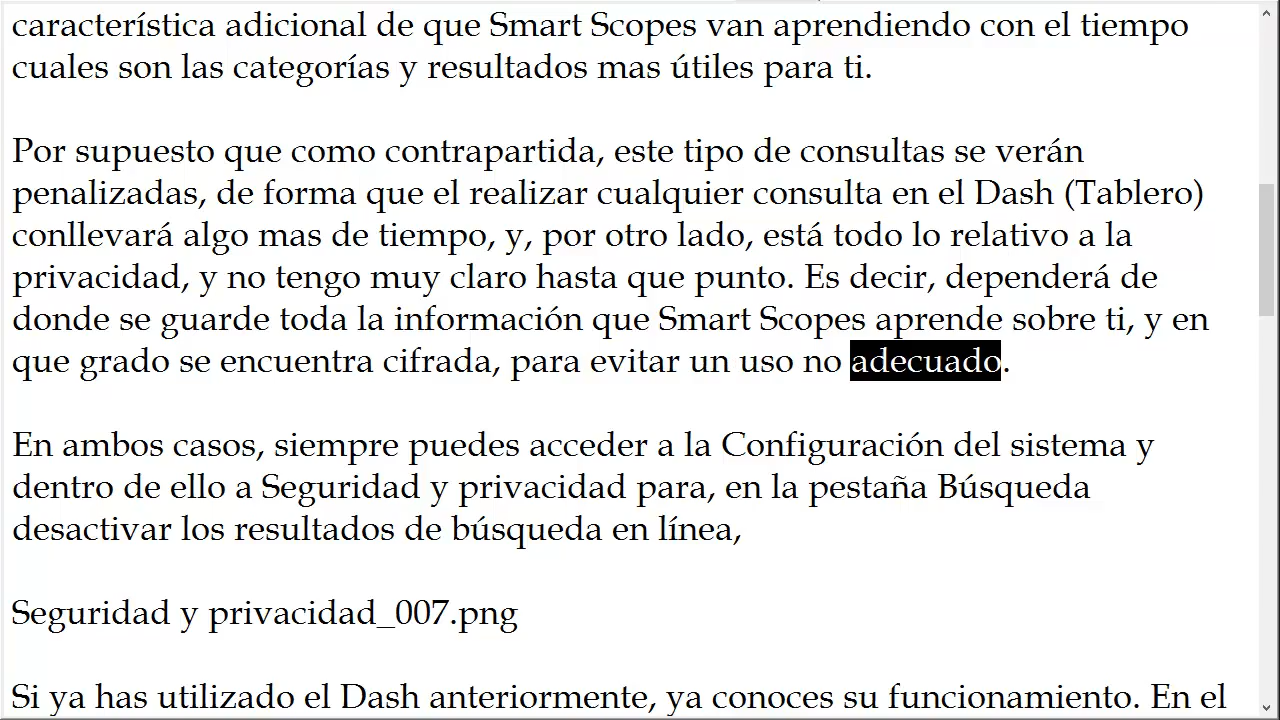 característica adicional de que Smart Scopes van aprendiendo con el tiempo
cuales son las categorías y resultados mas útiles para ti.
Por supuesto que como contrapartida, este tipo de consultas se verán
penalizadas, de forma que el realizar cualquier consulta en el Dash (Tablero)
conllevará algo mas de tiempo, y, por otro lado, está todo lo relativo a la
privacidad, y no tengo muy claro hasta que punto. Es decir, dependerá de
donde se guarde toda la información que Smart Scopes aprende sobre ti, y en
que grado se encuentra cifrada, para evitar un uso no adecuado.
En ambos casos, siempre puedes acceder a la Configuración del sistema y
dentro de ello a Seguridad y privacidad para, en la pestaña Búsqueda
desactivar los resultados de búsqueda en línea,
Seguridad y privacidad_007.png
Si ya has utilizado el Dash anteriormente, ya conoces su funcionamiento. En el